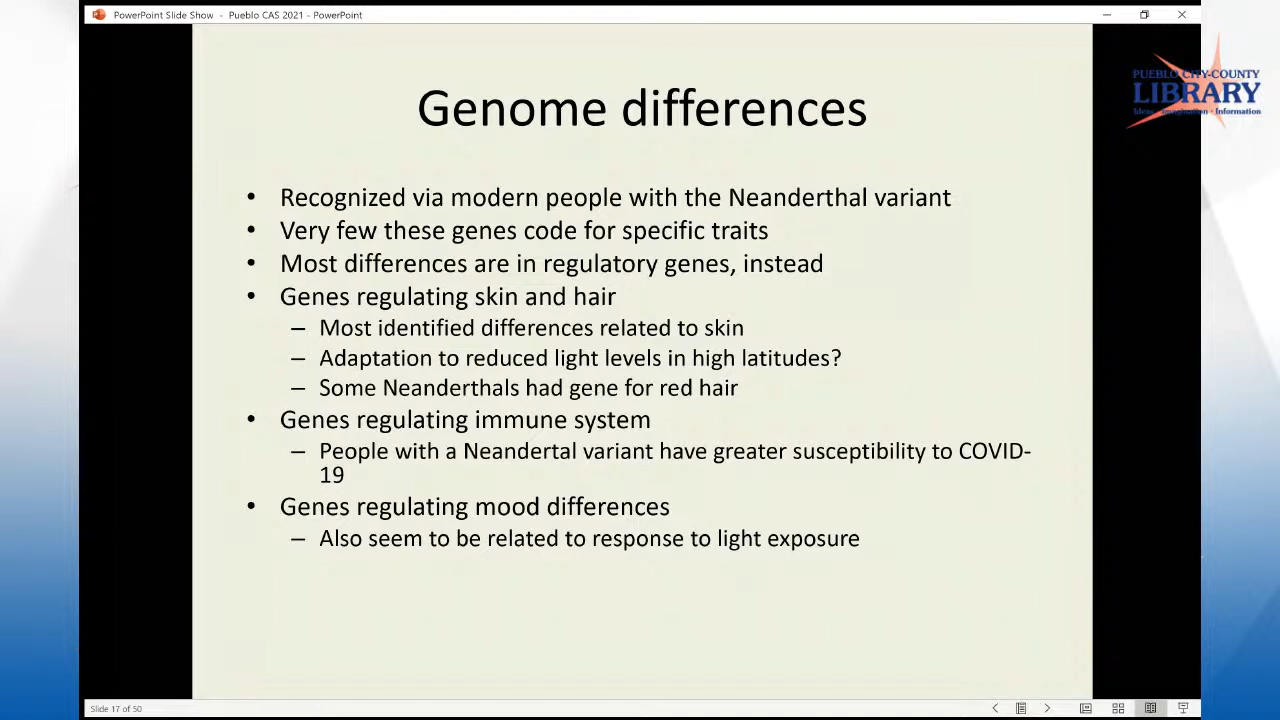 PowerPoint Slide Show - Pueblo CAS 2021 - PowerPoint
PUEBLO CITY-COUNTY
LIBRARY
Ideas · Imagination · Information
Genome differences
• Recognized via modern people with the Neanderthal variant
• Very few these genes code for specific traits
• Most differences are in regulatory genes, instead
• Genes regulating skin and hair
– Most identified differences related to skin
– Adaptation to reduced light levels in high latitudes?
– Some Neanderthals had gene for red hair
• Genes regulating immune system
– People with a Neandertal variant have greater susceptibility to COVID-
19
• Genes regulating mood differences
– Also seem to be related to response to light exposure
Slide 17 of 50